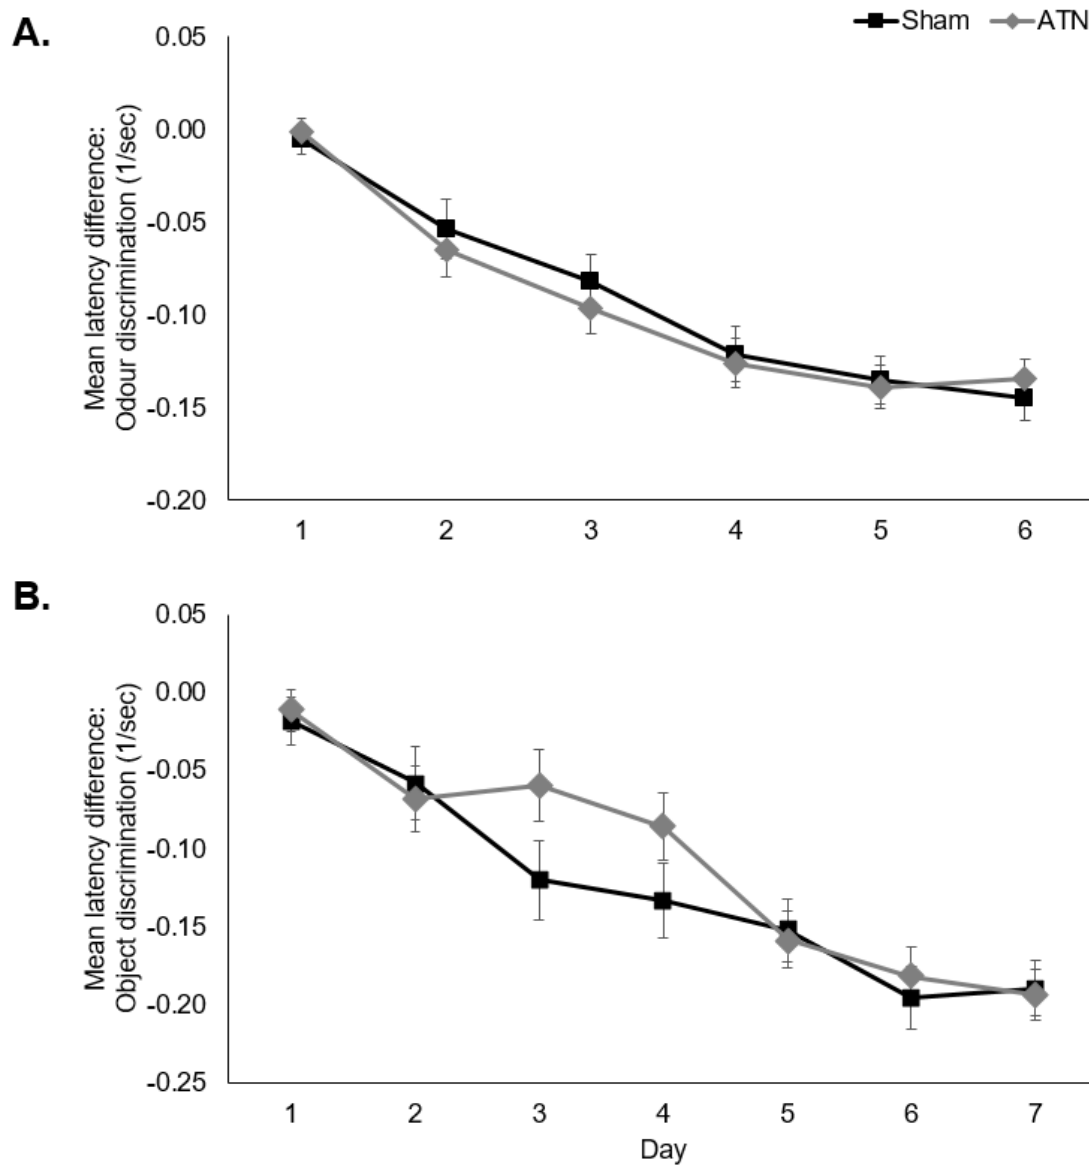 A.
Sham ATN
Mean latency difference:
Odour discrimination (1/sec)
0.05
0.00
-0.05
-0.10
-0.15
-0.20
1 2 3 4 5 6
B.
Mean latency difference:
Object discrimination (1/sec)
0.05
0.00
-0.05
-0.10
-0.15
-0.20
-0.25
1 2 3 4 5 6 7
Day